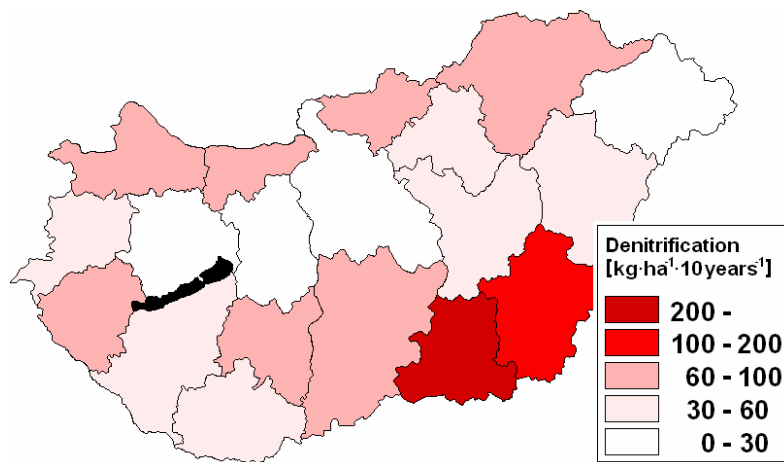 Denitrification
[kg·ha⁻¹·10years⁻¹]
200 -
100 - 200
60 - 100
30 - 60
0 - 30